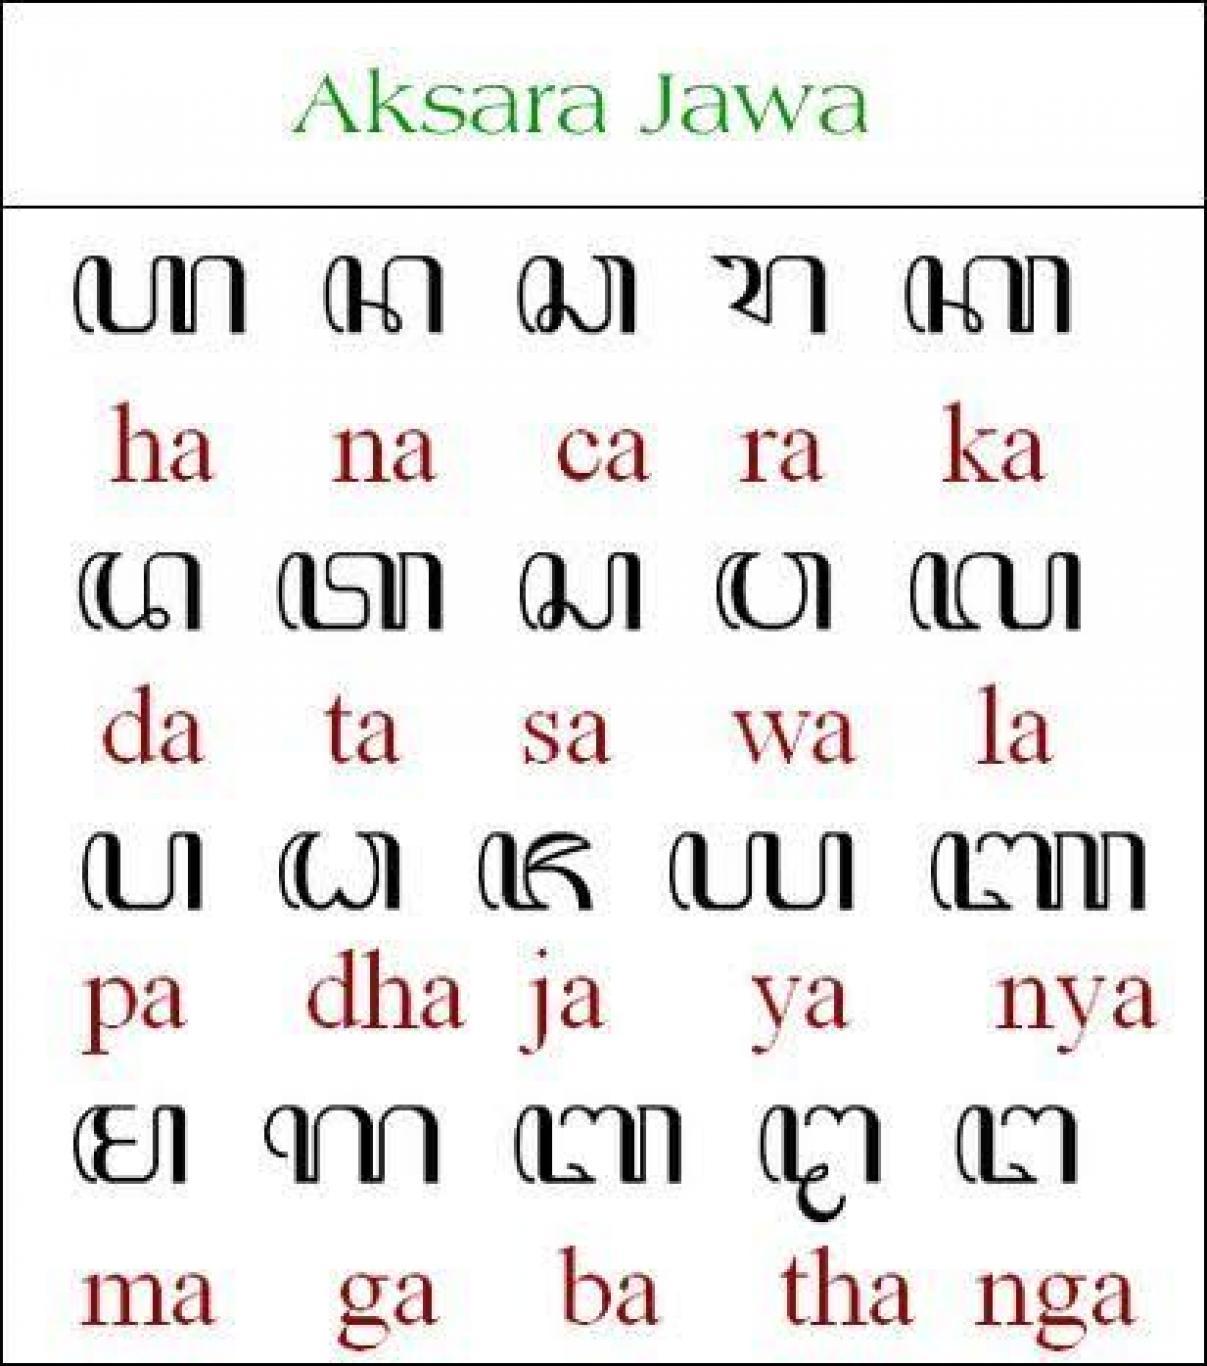 Aksara Jawa
ꦲ ꦤ ꦕ ꦫ ꦏ
ha na ca ra ka
ꦢ ꦠ ꦱ ꦮ ꦭ
da ta sa wa la
ꦥ ꦝ ꦗ ꦪ ꦚ
pa dha ja ya nya
ꦩ ꦒ ꦧ ꦛ ꦔ
ma ga ba tha nga